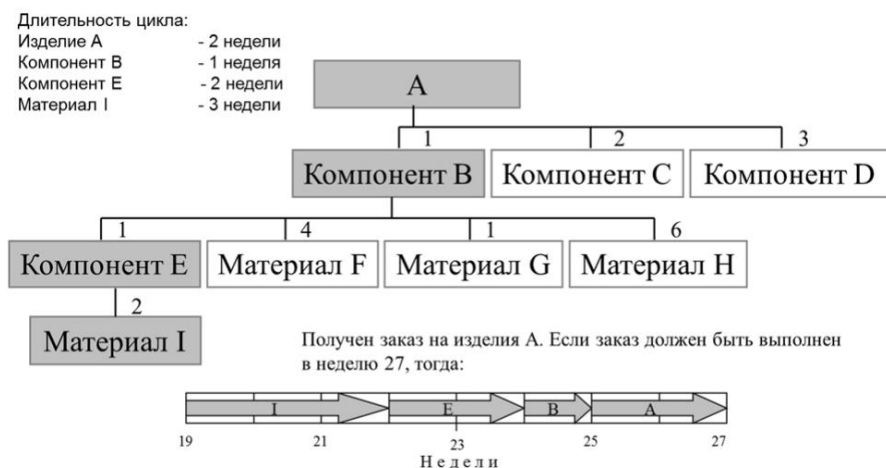 Длительность цикла:
Изделие А - 2 недели
Компонент В - 1 неделя
Компонент Е - 2 недели
Материал I - 3 недели
А
1 2 3
Компонент В Компонент С Компонент D
1 4 1 6
Компонент Е Материал F Материал G Материал H
2
Материал I
Получен заказ на изделия А. Если заказ должен быть выполнен
в неделю 27, тогда:
I E B A
19 21 23 25 27
Недели